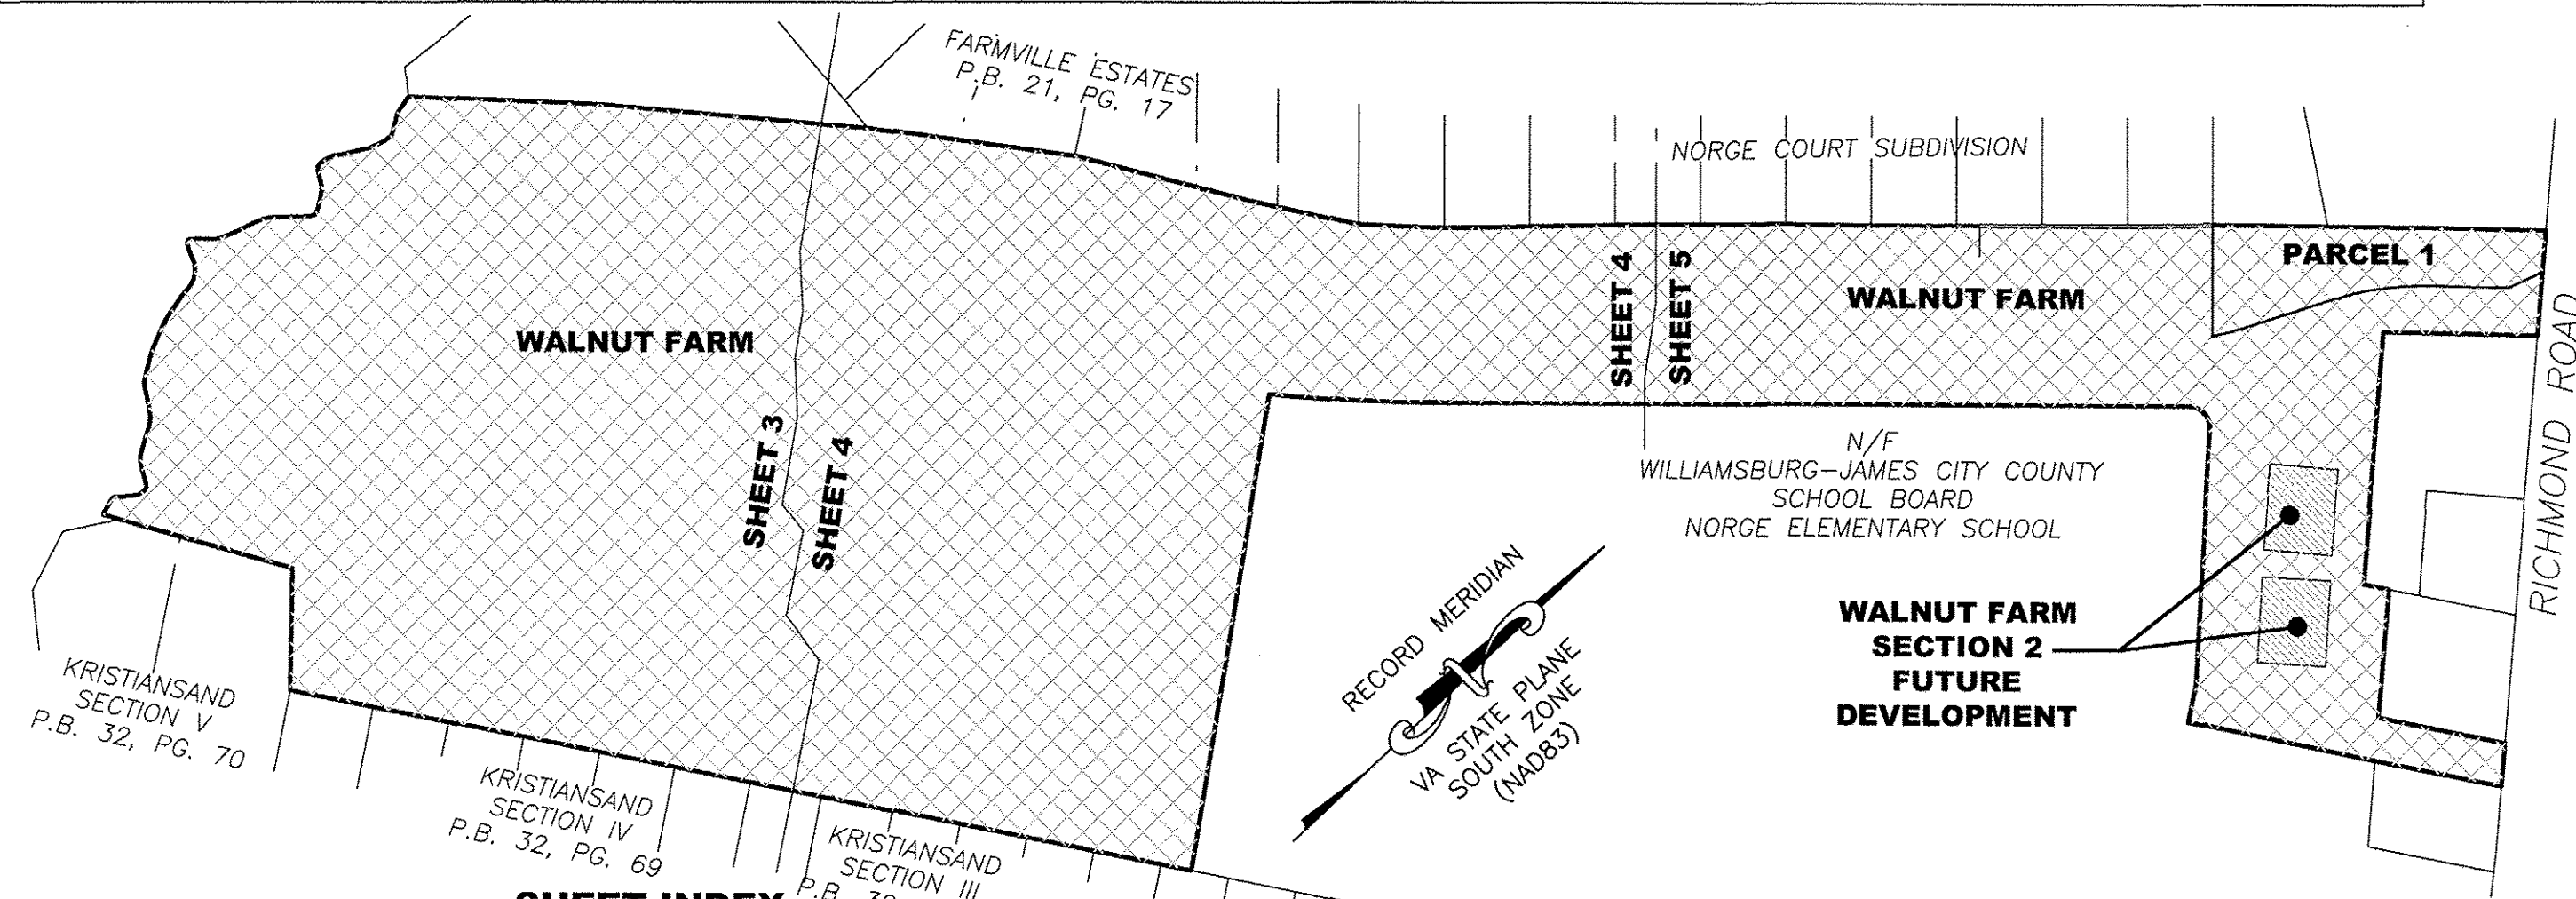 FARMVILLE ESTATES
P.B. 21, PG. 17
NORGE COURT SUBDIVISION
PARCEL 1
WALNUT FARM
SHEET 4
SHEET 5
WALNUT FARM
RICHMOND ROAD
SHEET 3
SHEET 4
N/F
WILLIAMSBURG-JAMES CITY COUNTY
SCHOOL BOARD
NORGE ELEMENTARY SCHOOL
RECORD MERIDIAN
VA STATE PLANE
SOUTH ZONE
(NAD83)
WALNUT FARM
SECTION 2
FUTURE
DEVELOPMENT
KRISTIANSAND
SECTION V
P.B. 32, PG. 70
KRISTIANSAND
SECTION IV
P.B. 32, PG. 69
KRISTIANSAND
SECTION III
P.B.
SHEET INDEX